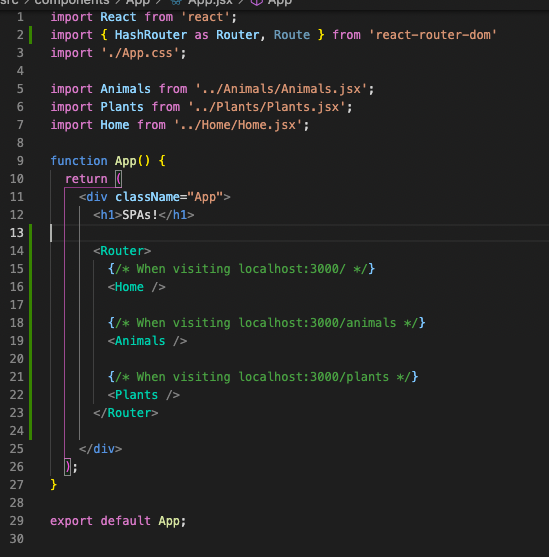 src > components > App > App.jsx > App
1 import React from 'react';
2 import { HashRouter as Router, Route } from 'react-router-dom'
3 import './App.css';
4
5 import Animals from '../Animals/Animals.jsx';
6 import Plants from '../Plants/Plants.jsx';
7 import Home from '../Home/Home.jsx';
8
9 function App() {
10 return (
11 <div className="App">
12 <h1>SPAs!</h1>
13
14 <Router>
15 {/* When visiting localhost:3000/ */}
16 <Home />
17
18 {/* When visiting localhost:3000/animals */}
19 <Animals />
20
21 {/* When visiting localhost:3000/plants */}
22 <Plants />
23 </Router>
24
25 </div>
26 );
27 }
28
29 export default App;
30